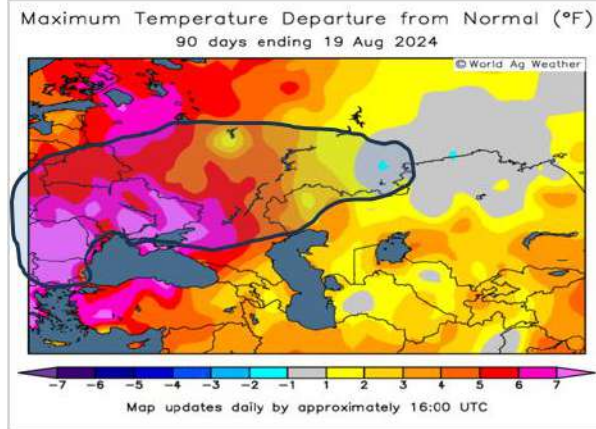 Maximum Temperature Departure from Normal (°F)
90 days ending 19 Aug 2024
© World Ag Weather
-7 -6 -5 -4 -3 -2 -1 1 2 3 4 5 6 7
Map updates daily by approximately 16:00 UTC